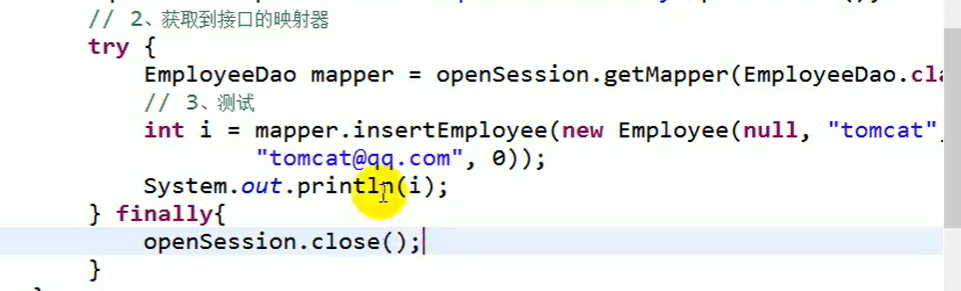 // 2、获取到接口的映射器
try {
EmployeeDao mapper = openSession.getMapper(EmployeeDao.cla
// 3、测试
int i = mapper.insertEmployee(new Employee(null, "tomcat",
"tomcat@qq.com", 0));
System.out.println(i);
} finally{
openSession.close();
}